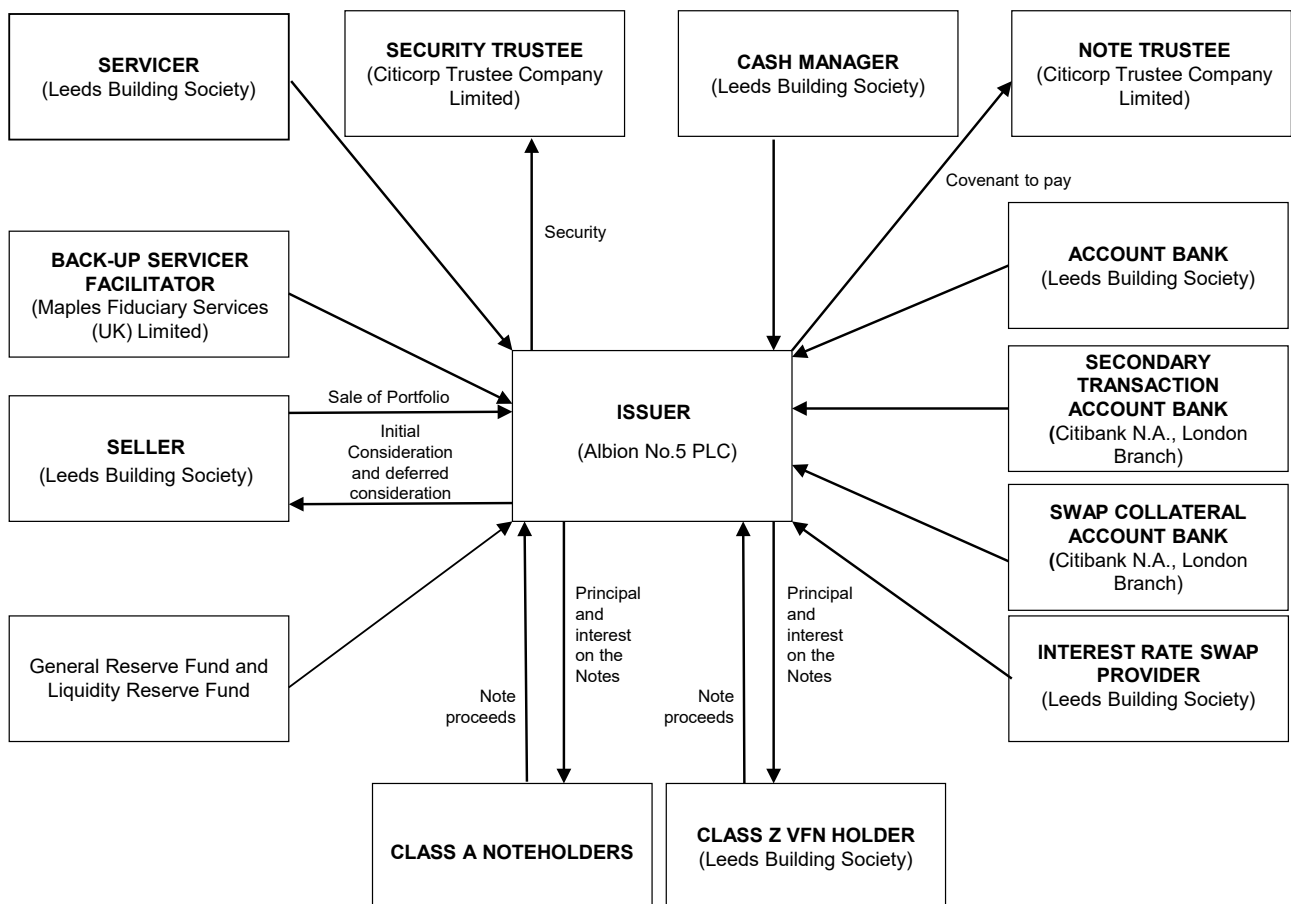 SERVICER
(Leeds Building Society)
SECURITY TRUSTEE
(Citicorp Trustee Company
Limited)
CASH MANAGER
(Leeds Building Society)
NOTE TRUSTEE
(Citicorp Trustee Company
Limited)
Covenant to pay
Security
BACK-UP SERVICER
FACILITATOR
(Maples Fiduciary Services
(UK) Limited)
ACCOUNT BANK
(Leeds Building Society)
SELLER
(Leeds Building Society)
Sale of Portfolio
Initial
Consideration
and deferred
consideration
ISSUER
(Albion No.5 PLC)
SECONDARY
TRANSACTION
ACCOUNT BANK
(Citibank N.A., London
Branch)
SWAP COLLATERAL
ACCOUNT BANK
(Citibank N.A., London
Branch)
General Reserve Fund and
Liquidity Reserve Fund
Note
proceeds
Principal
and
interest
on the
Notes
Note
proceeds
Principal
and
interest
on the
Notes
INTEREST RATE SWAP
PROVIDER
(Leeds Building Society)
CLASS A NOTEHOLDERS
CLASS Z VFN HOLDER
(Leeds Building Society)